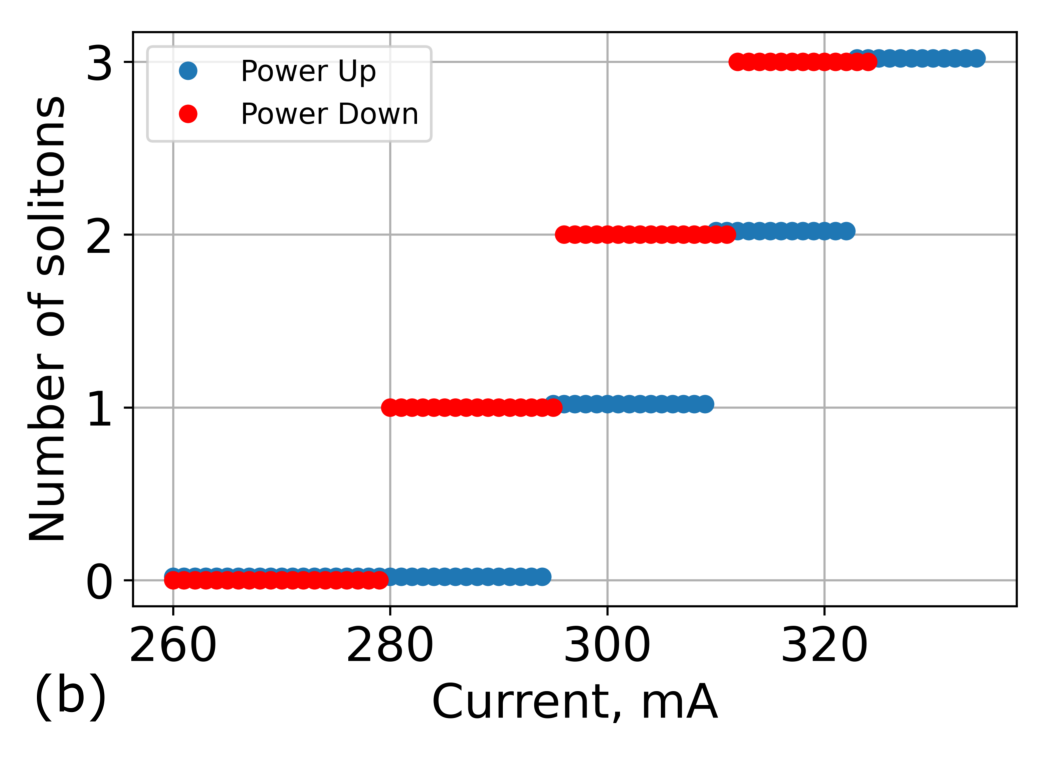 3
2
1
0
Number of solitons
Power Up
Power Down
260 280 300 320
Current, mA
(b)